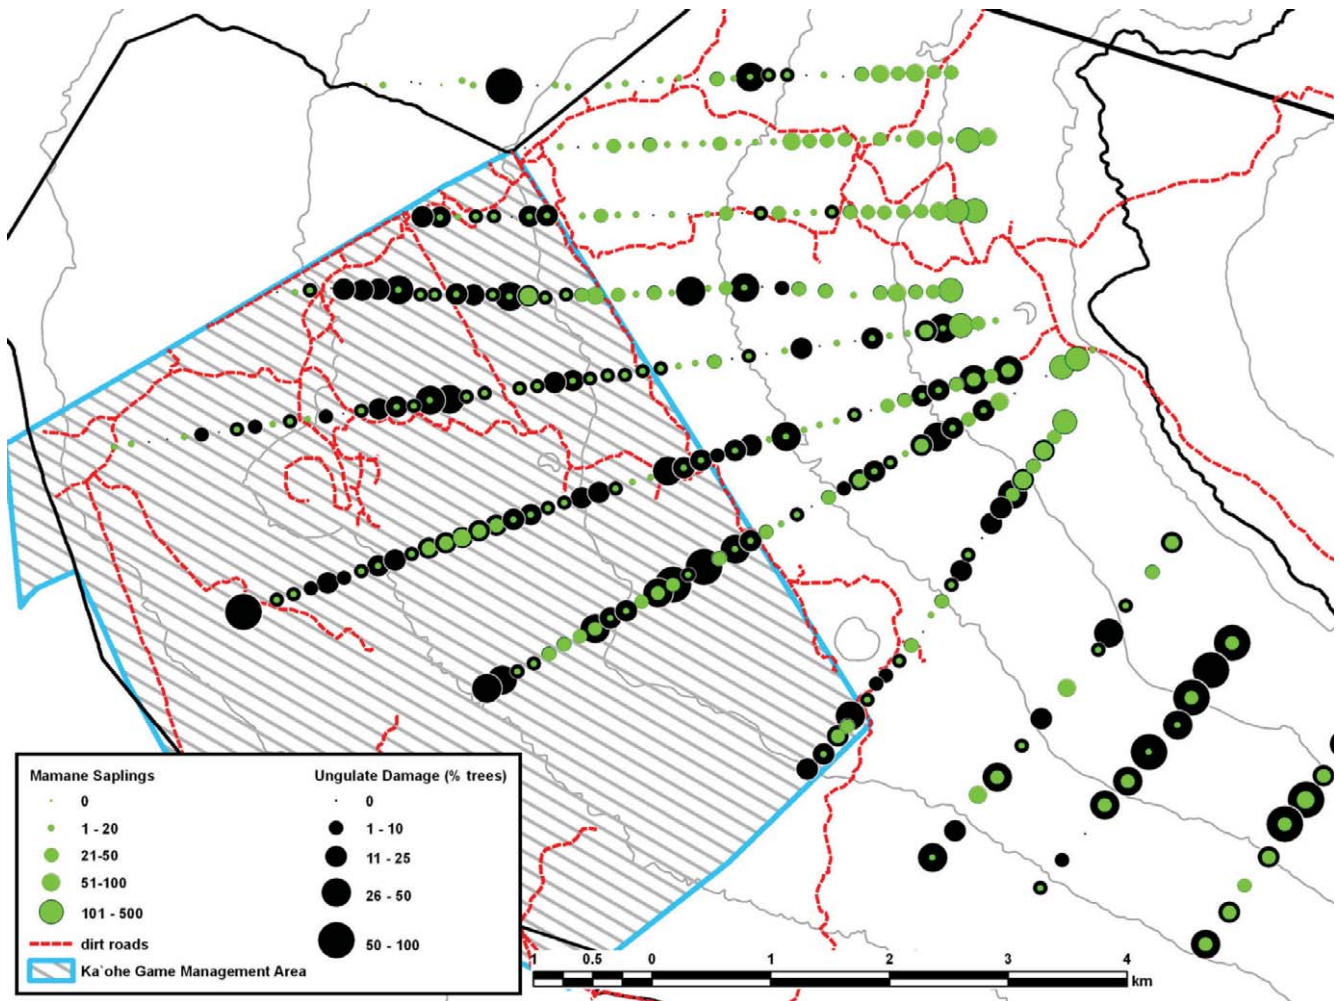 Mamane Saplings
Ungulate Damage (% trees)
0
0
1 - 20
1 - 10
21-50
11 - 25
51-100
26 - 50
101 - 500
50 - 100
dirt roads
Ka`ohe Game Management Area
1 0.5 0 1 2 3 4
km